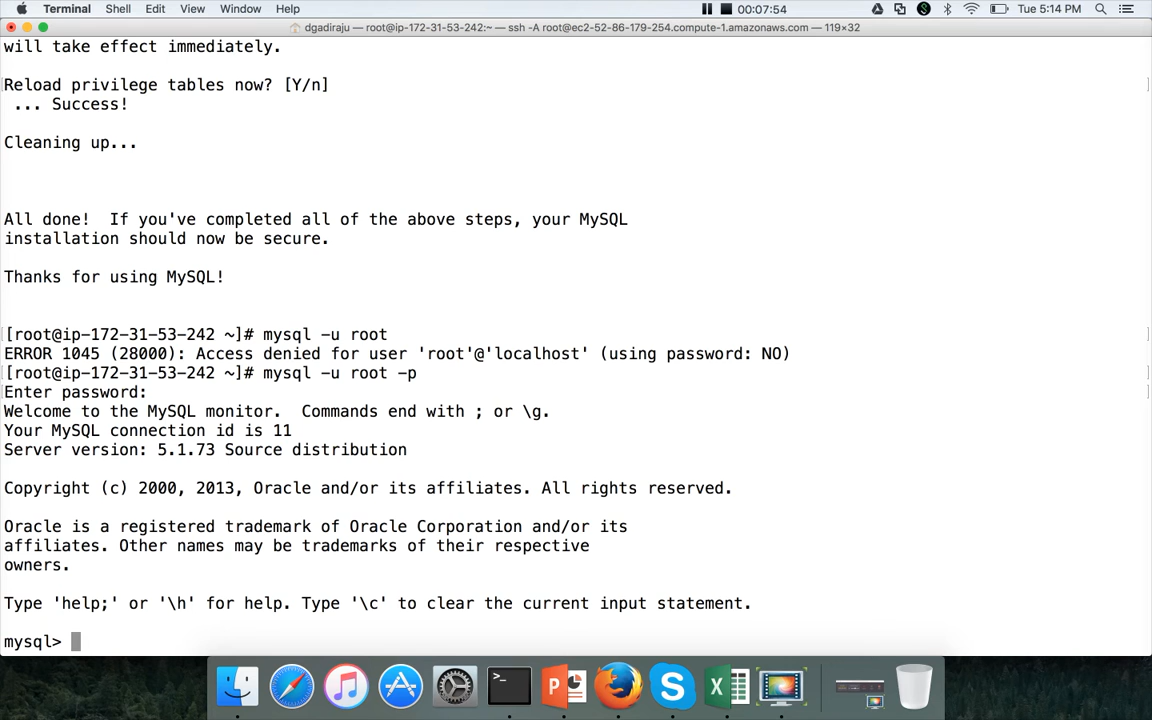 Terminal Shell Edit View Window Help 00:07:54 Tue 5:14 PM
dgadiraju — root@ip-172-31-53-242:~ — ssh -A root@ec2-52-86-179-254.compute-1.amazonaws.com — 119×32
will take effect immediately.
Reload privilege tables now? [Y/n]
... Success!
Cleaning up...
All done!  If you've completed all of the above steps, your MySQL
installation should now be secure.
Thanks for using MySQL!
[root@ip-172-31-53-242 ~]# mysql -u root
ERROR 1045 (28000): Access denied for user 'root'@'localhost' (using password: NO)
[root@ip-172-31-53-242 ~]# mysql -u root -p
Enter password:
Welcome to the MySQL monitor.  Commands end with ; or \g.
Your MySQL connection id is 11
Server version: 5.1.73 Source distribution
Copyright (c) 2000, 2013, Oracle and/or its affiliates. All rights reserved.
Oracle is a registered trademark of Oracle Corporation and/or its
affiliates. Other names may be trademarks of their respective
owners.
Type 'help;' or '\h' for help. Type '\c' to clear the current input statement.
mysql>